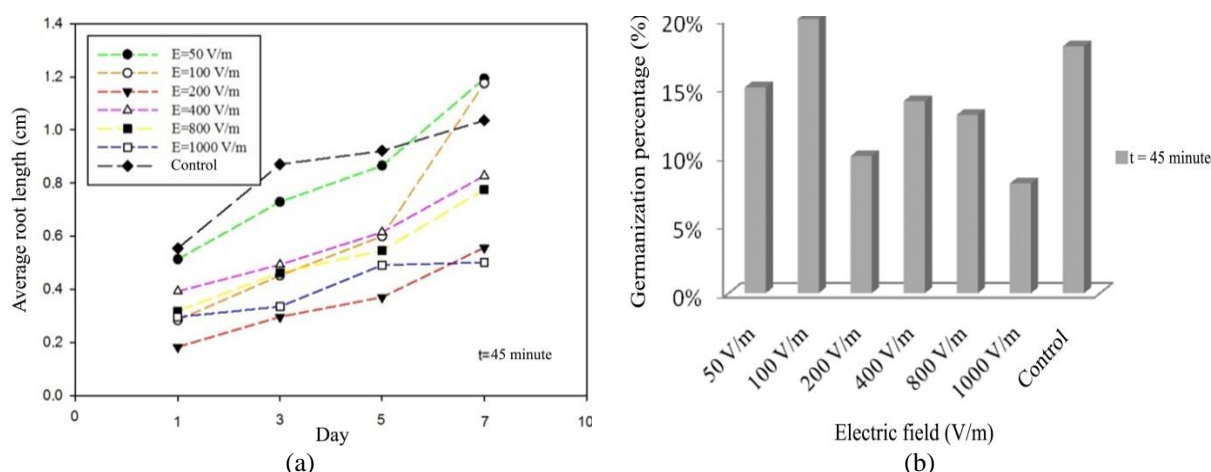 1.4
1.2
1.0
0.8
0.6
0.4
0.2
0.0
Average root length (cm)
E=50 V/m
E=100 V/m
E=200 V/m
E=400 V/m
E=800 V/m
E=1000 V/m
Control
t=45 minute
0 1 3 5 7 10
Day
(a)
20%
15%
10%
5%
0%
Germanization percentage (%)
t = 45 minute
50 V/m 100 V/m 200 V/m 400 V/m 800 V/m 1000 V/m Control
Electric field (V/m)
(b)